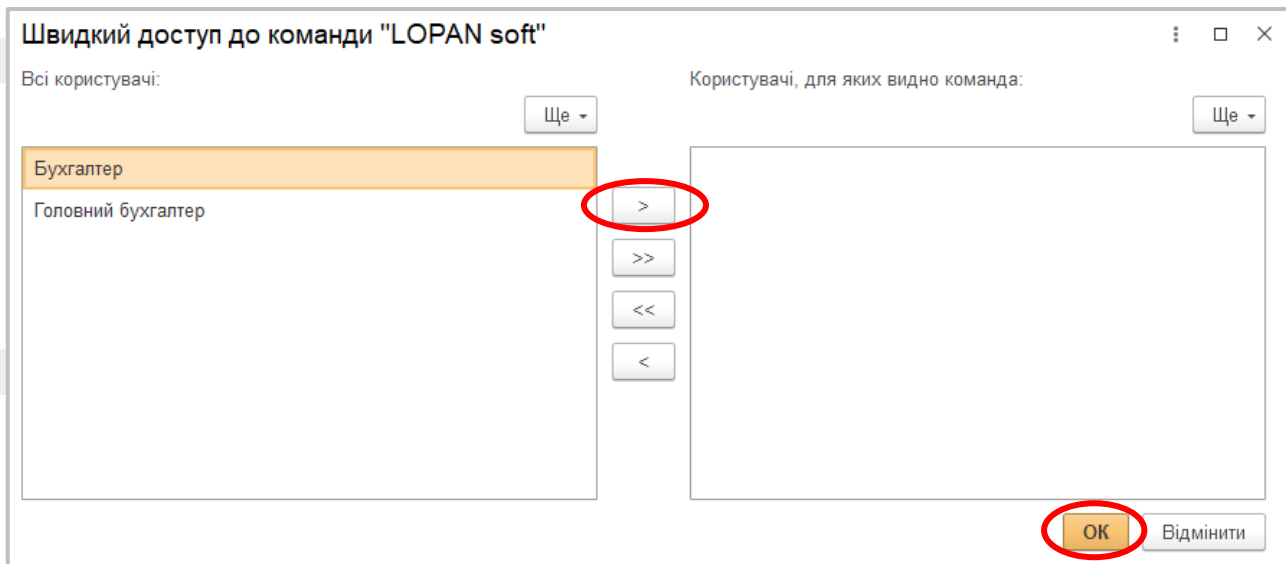 Швидкий доступ до команди "LOPAN soft"
Всі користувачі:
Користувачі, для яких видно команда:
Ще
Ще
Бухгалтер
Головний бухгалтер
>
>>
<<
<
ОК
Відмінити